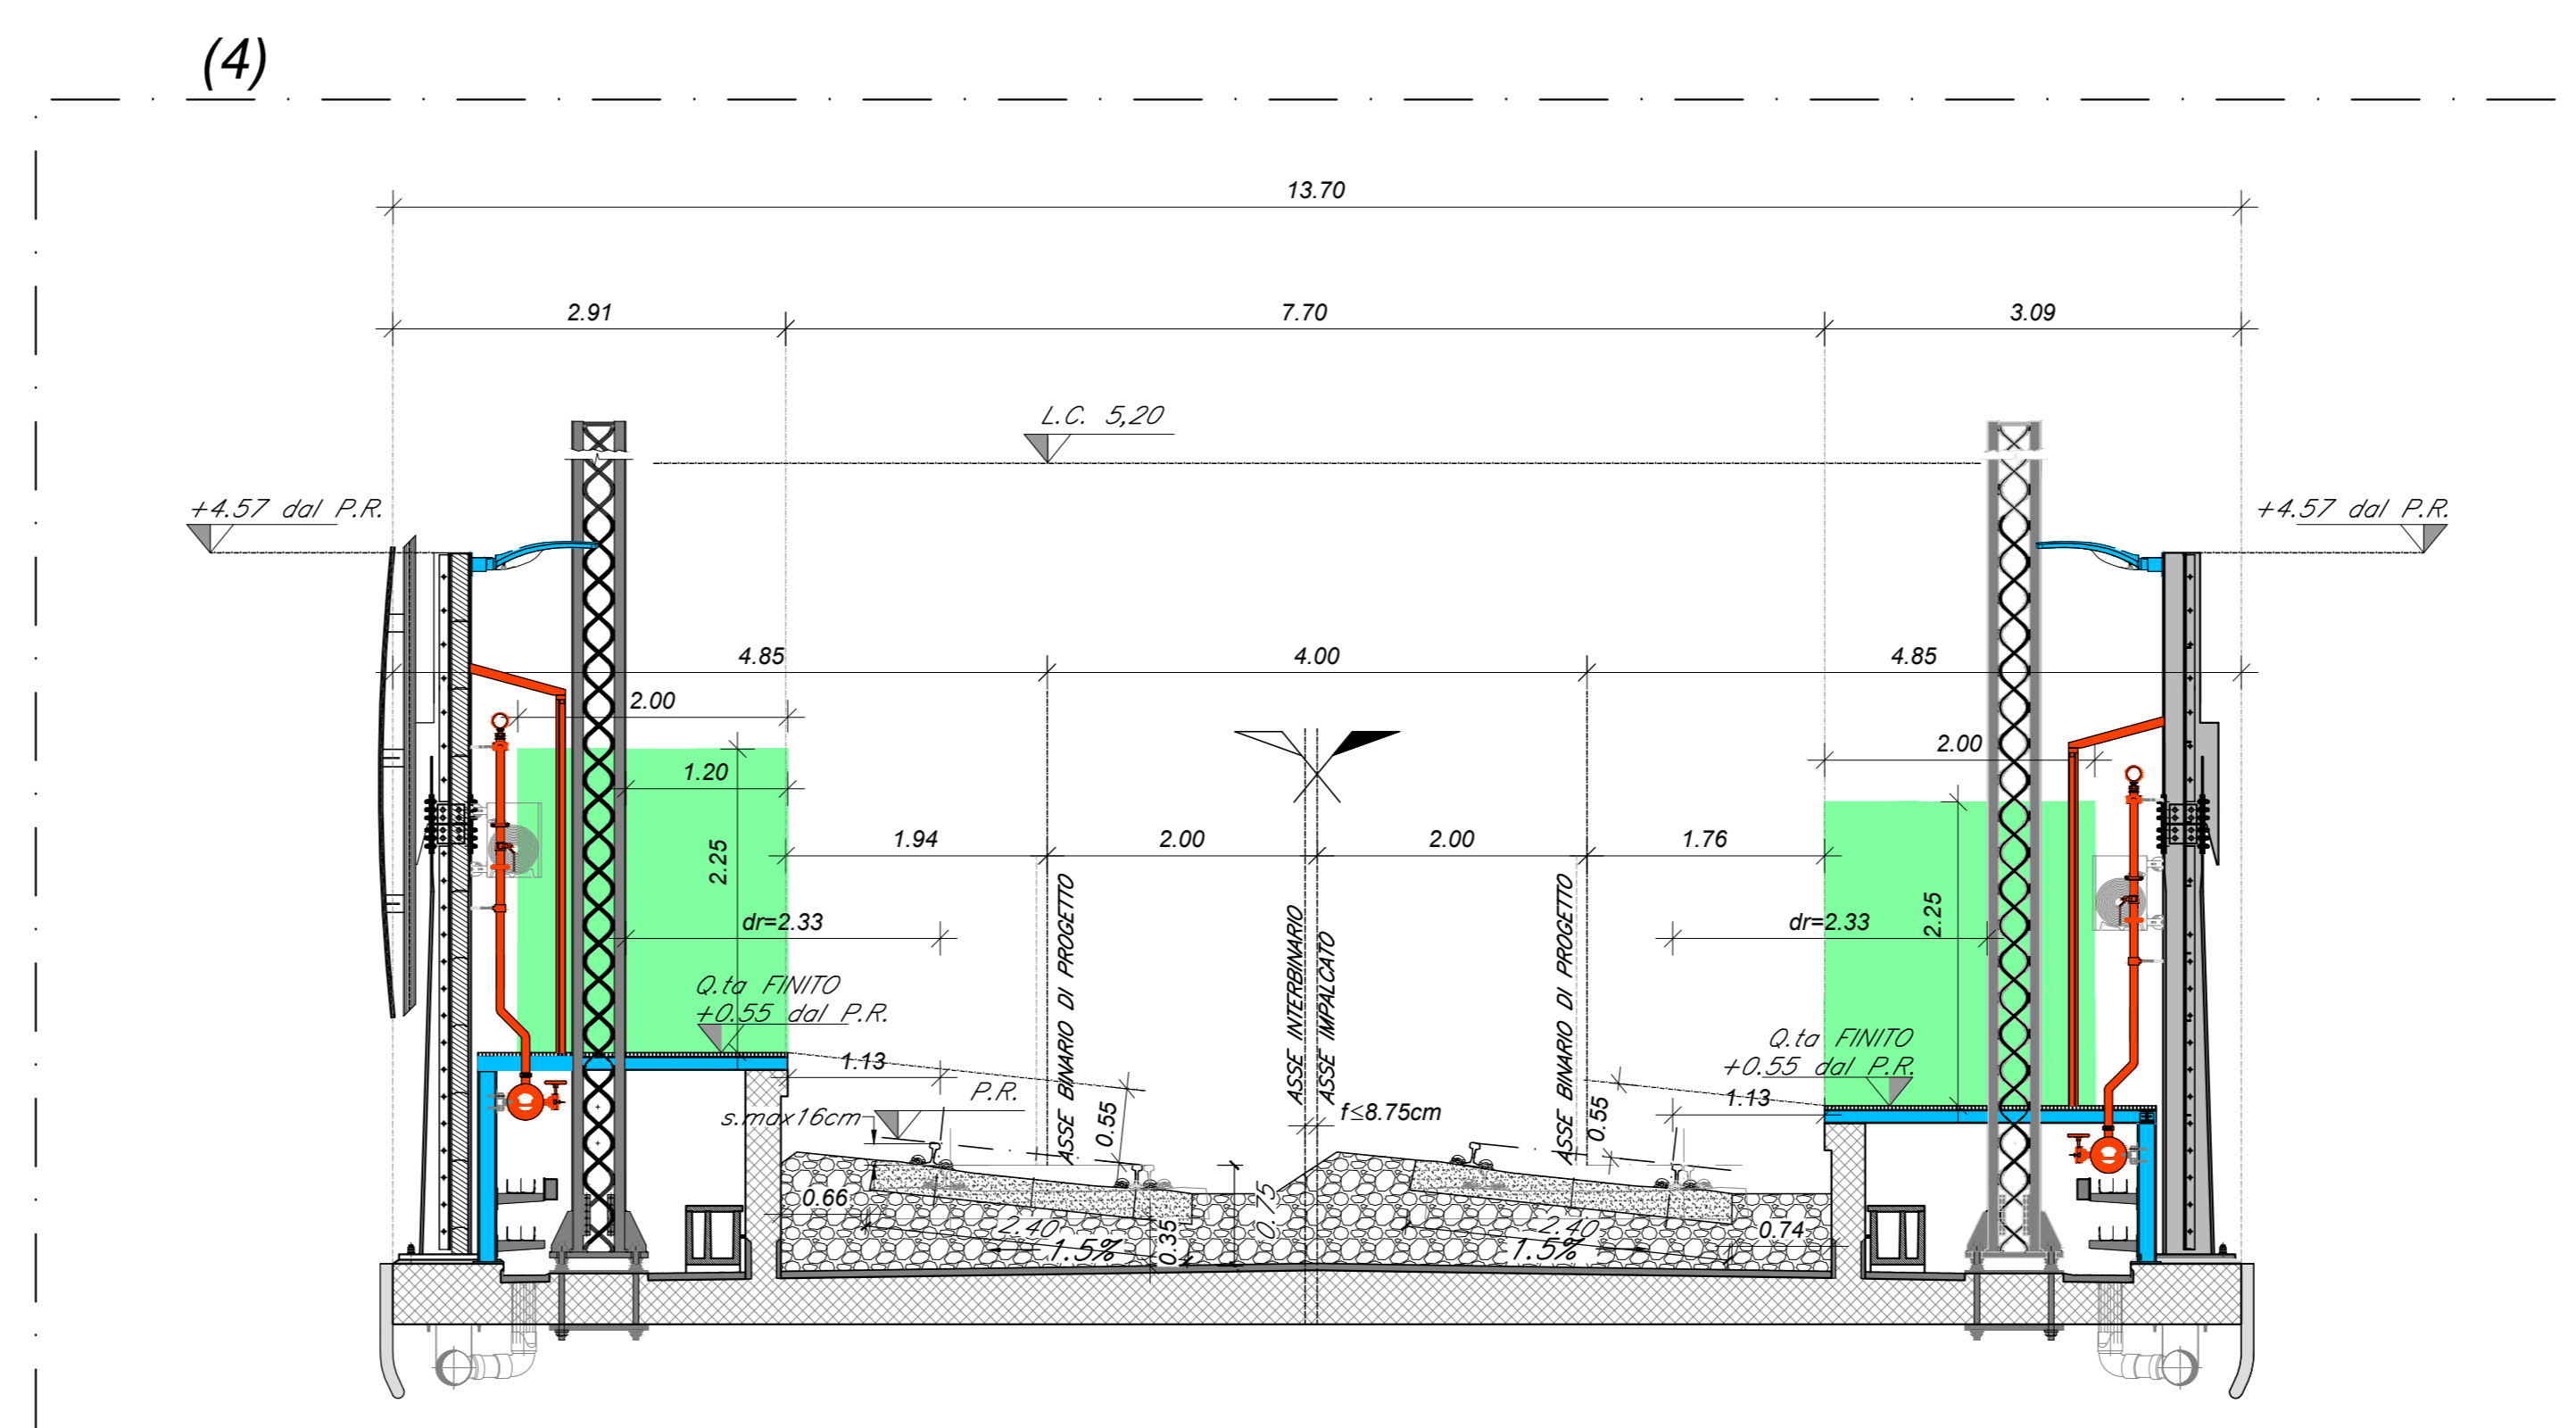 (4)
13.70
2.91
7.70
3.09
L.C. 5,20
+4.57 dal P.R.
+4.57 dal P.R.
4.85
4.00
4.85
2.00
2.00
1.20
2.25
1.94
2.00
2.00
1.76
2.25
dr=2.33
dr=2.33
ASSE BINARIO DI PROGETTO
ASSE INTERBINARIO
ASSE IMPALCATO
ASSE BINARIO DI PROGETTO
Q.ta FINITO
+0.55 dal P.R.
Q.ta FINITO
+0.55 dal P.R.
1.13
P.R.
s.max16cm
0.55
f≤8.75cm
0.55
1.13
0.66
2.40
1.5%
0.35
0.75
2.40
1.5%
0.74